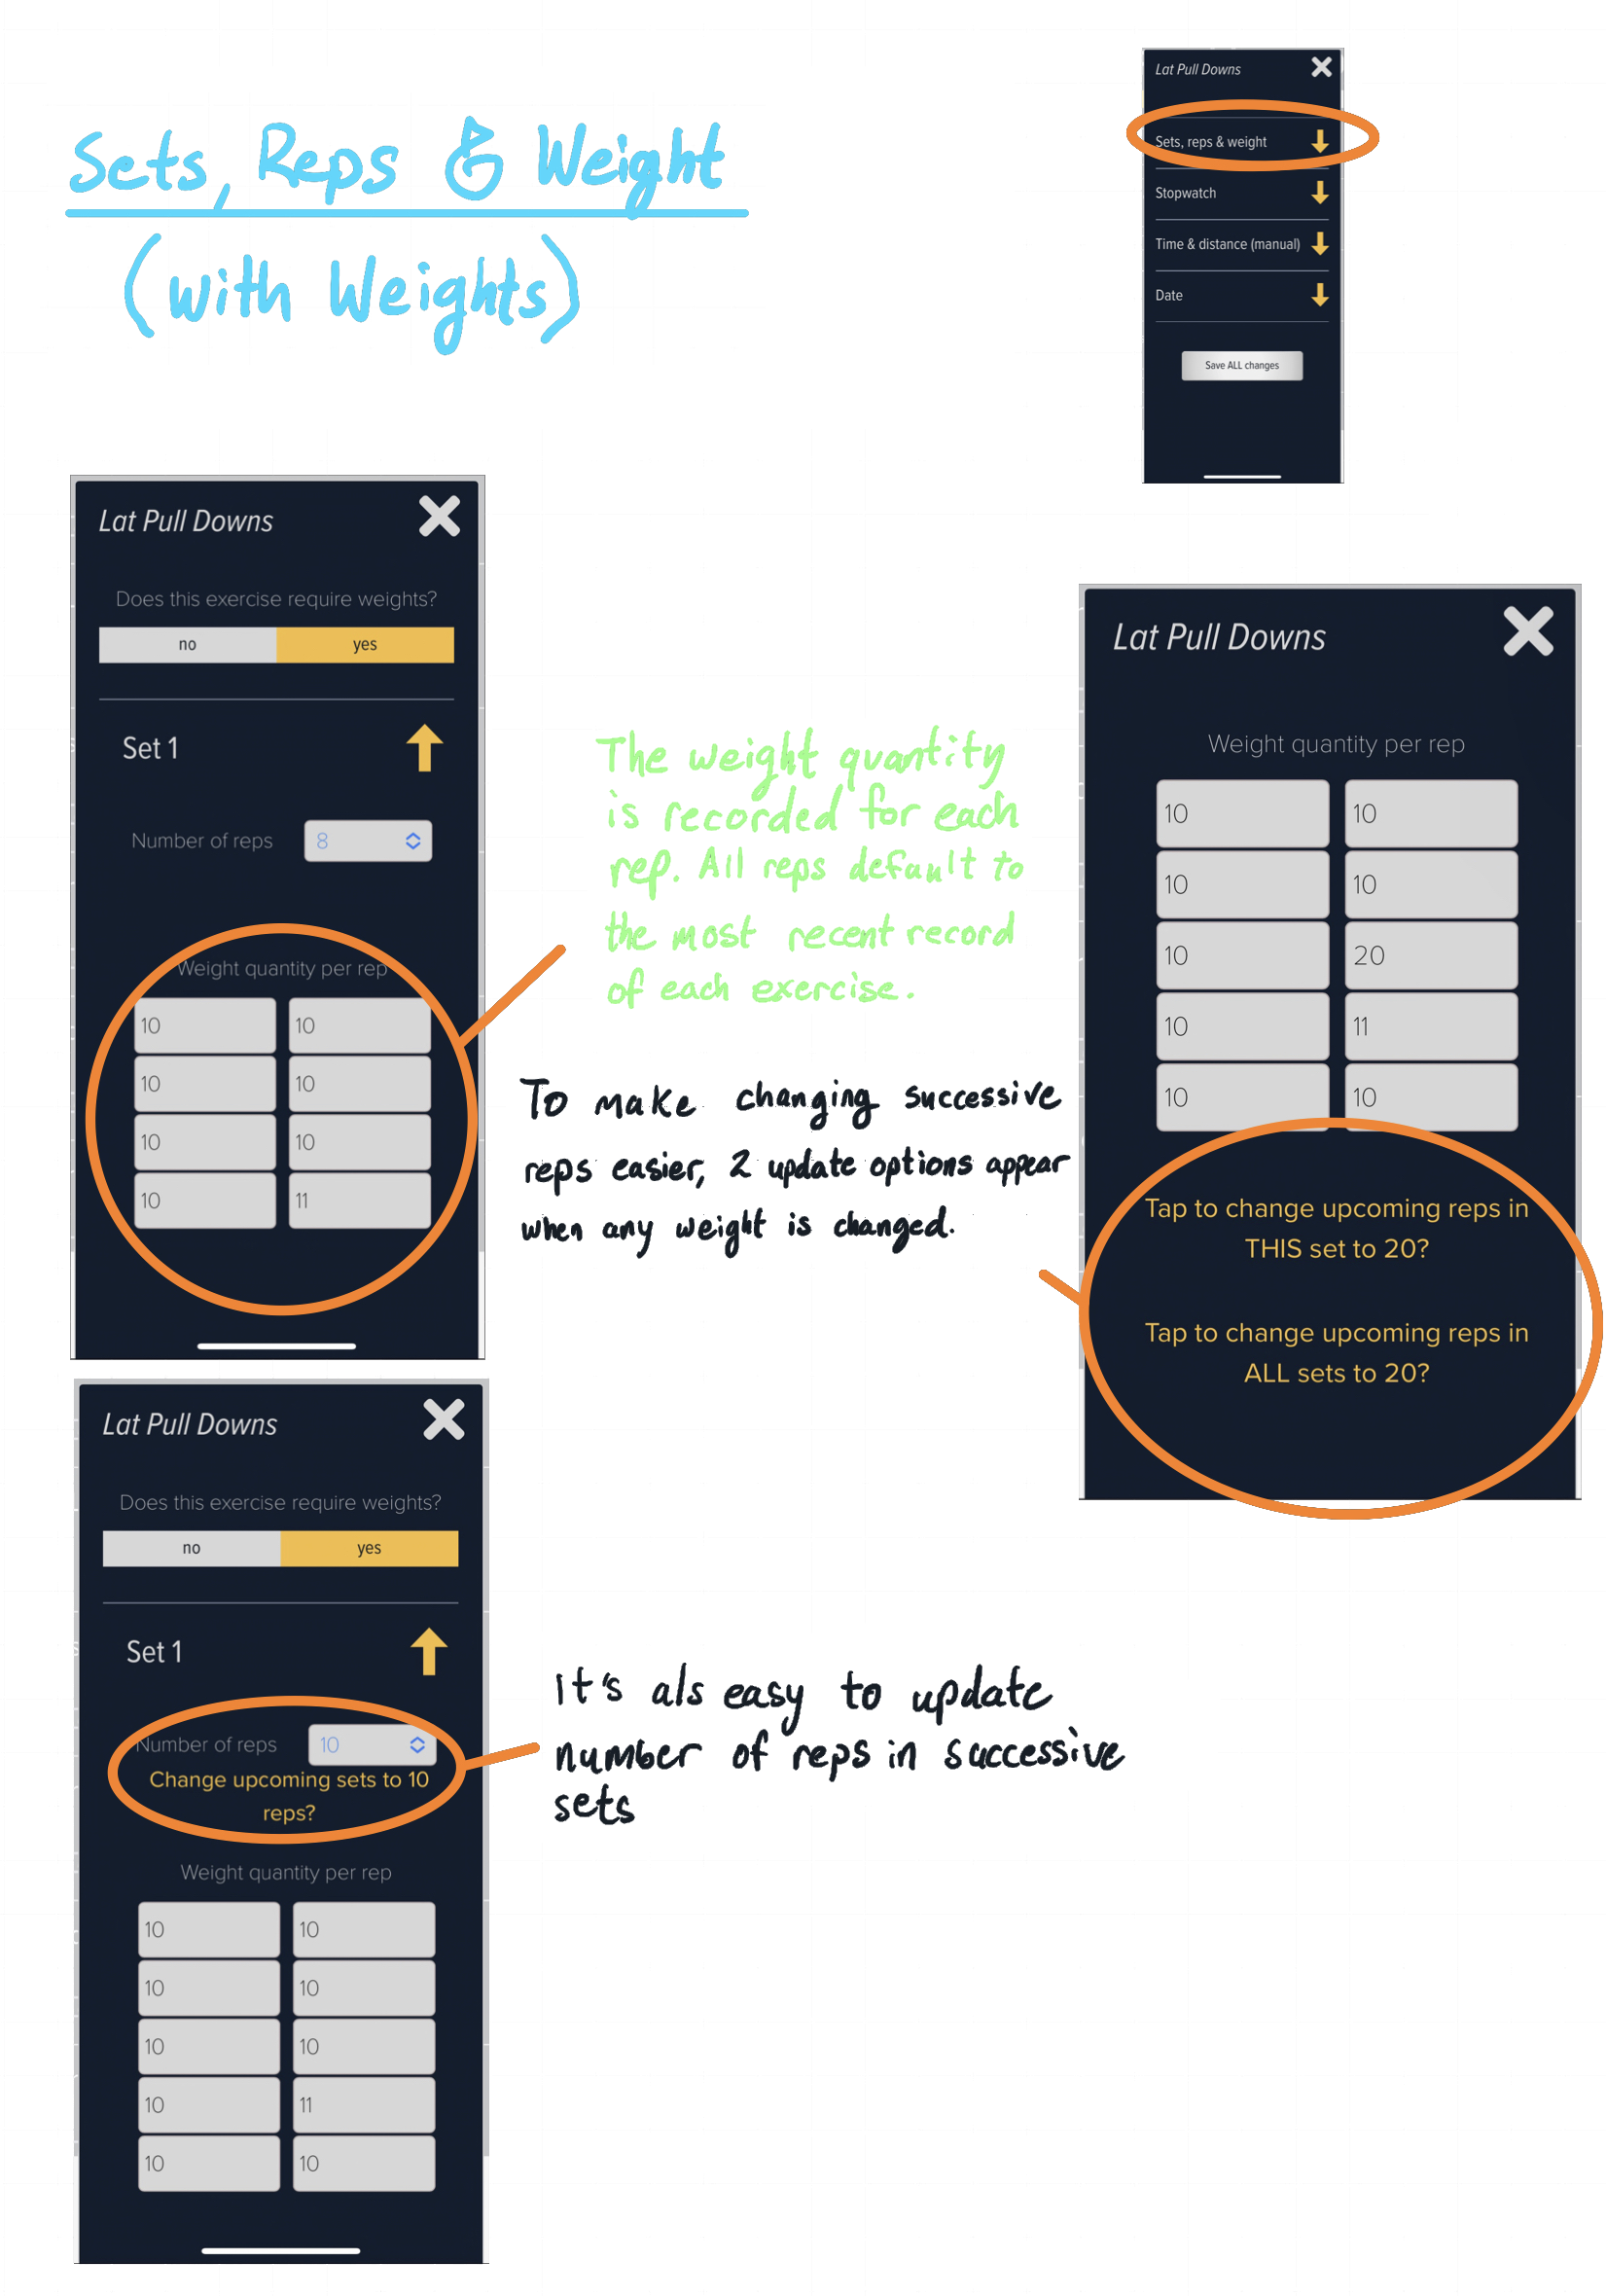 Sets, Reps & Weight
(with Weights)
Lat Pull Downs
Sets, reps & weight
Stopwatch
Time & distance (manual)
Date
Save ALL changes
Lat Pull Downs
Does this exercise require weights?
no yes
Set 1
Number of reps 8
Weight quantity per rep
10 10
10 10
10 10
10 11
The weight quantity
is recorded for each
rep. All reps default to
the most recent record
of each exercise.
To make changing successive
reps easier, 2 update options appear
when any weight is changed.
Lat Pull Downs
Weight quantity per rep
10 10
10 10
10 20
10 11
10 10
Tap to change upcoming reps in
THIS set to 20?
Tap to change upcoming reps in
ALL sets to 20?
Lat Pull Downs
Does this exercise require weights?
no yes
Set 1
Number of reps 10
Change upcoming sets to 10
reps?
Weight quantity per rep
10 10
10 10
10 10
10 11
10 10
It's als easy to update
number of reps in successive
sets